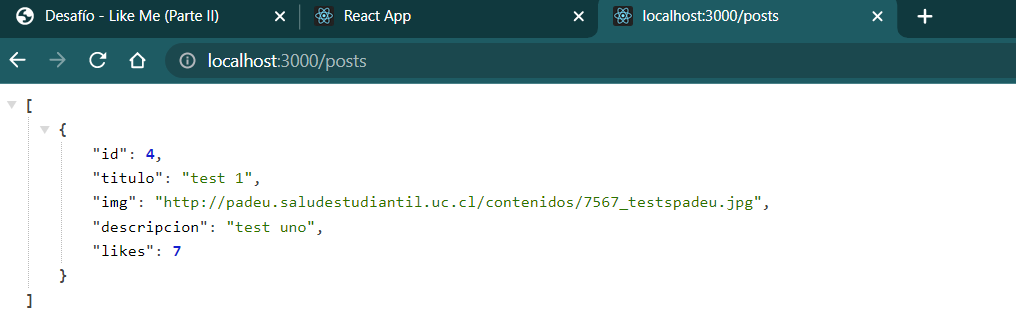 Desafío - Like Me (Parte II)
React App
localhost:3000/posts
localhost:3000/posts
[
{
"id": 4,
"titulo": "test 1",
"img": "http://padeu.saludestudiantil.uc.cl/contenidos/7567_testspadeu.jpg",
"descripcion": "test uno",
"likes": 7
}
]